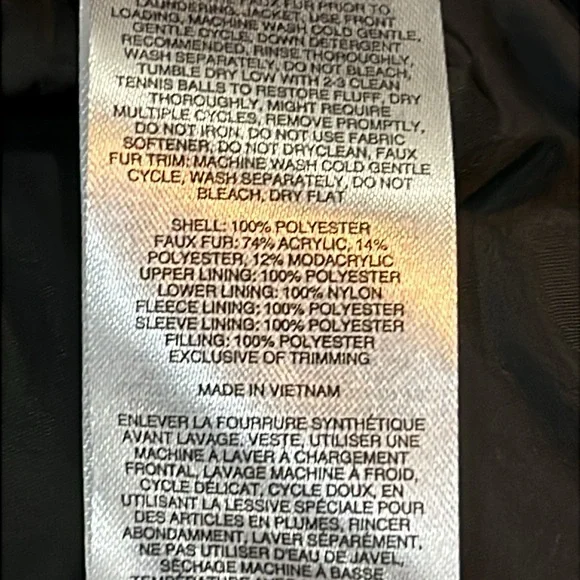 FAUX FUR PRIOR TO
LAUNDERING, JACKET, USE FRONT
LOADING, MACHINE WASH COLD GENTLE,
GENTLE CYCLE, DOWN DETERGENT
RECOMMENDED, RINSE THOROUGHLY,
WASH SEPARATELY, DO NOT BLEACH,
TUMBLE DRY LOW WITH 2-3 CLEAN
TENNIS BALLS TO RESTORE FLUFF, DRY
THOROUGHLY, MIGHT REQUIRE
MULTIPLE CYCLES, REMOVE PROMPTLY,
DO NOT IRON, DO NOT USE FABRIC
SOFTENER, DO NOT DRYCLEAN, FAUX
FUR TRIM: MACHINE WASH COLD GENTLE
CYCLE, WASH SEPARATELY, DO NOT
BLEACH, DRY FLAT
SHELL: 100% POLYESTER
FAUX FUR: 74% ACRYLIC, 14%
POLYESTER, 12% MODACRYLIC
UPPER LINING: 100% POLYESTER
LOWER LINING: 100% NYLON
FLEECE LINING: 100% POLYESTER
SLEEVE LINING: 100% POLYESTER
FILLING: 100% POLYESTER
EXCLUSIVE OF TRIMMING
MADE IN VIETNAM
ENLEVER LA FOURRURE SYNTHÉTIQUE
AVANT LAVAGE, VESTE, UTILISER UNE
MACHINE À LAVER À CHARGEMENT
FRONTAL, LAVAGE MACHINE À FROID,
CYCLE DÉLICAT, CYCLE DOUX, EN
UTILISANT LA LESSIVE SPÉCIALE POUR
DES ARTICLES EN PLUMES, RINCER
ABONDAMMENT, LAVER SÉPARÉMENT,
NE PAS UTILISER D'EAU DE JAVEL,
SÉCHAGE MACHINE À BASSE